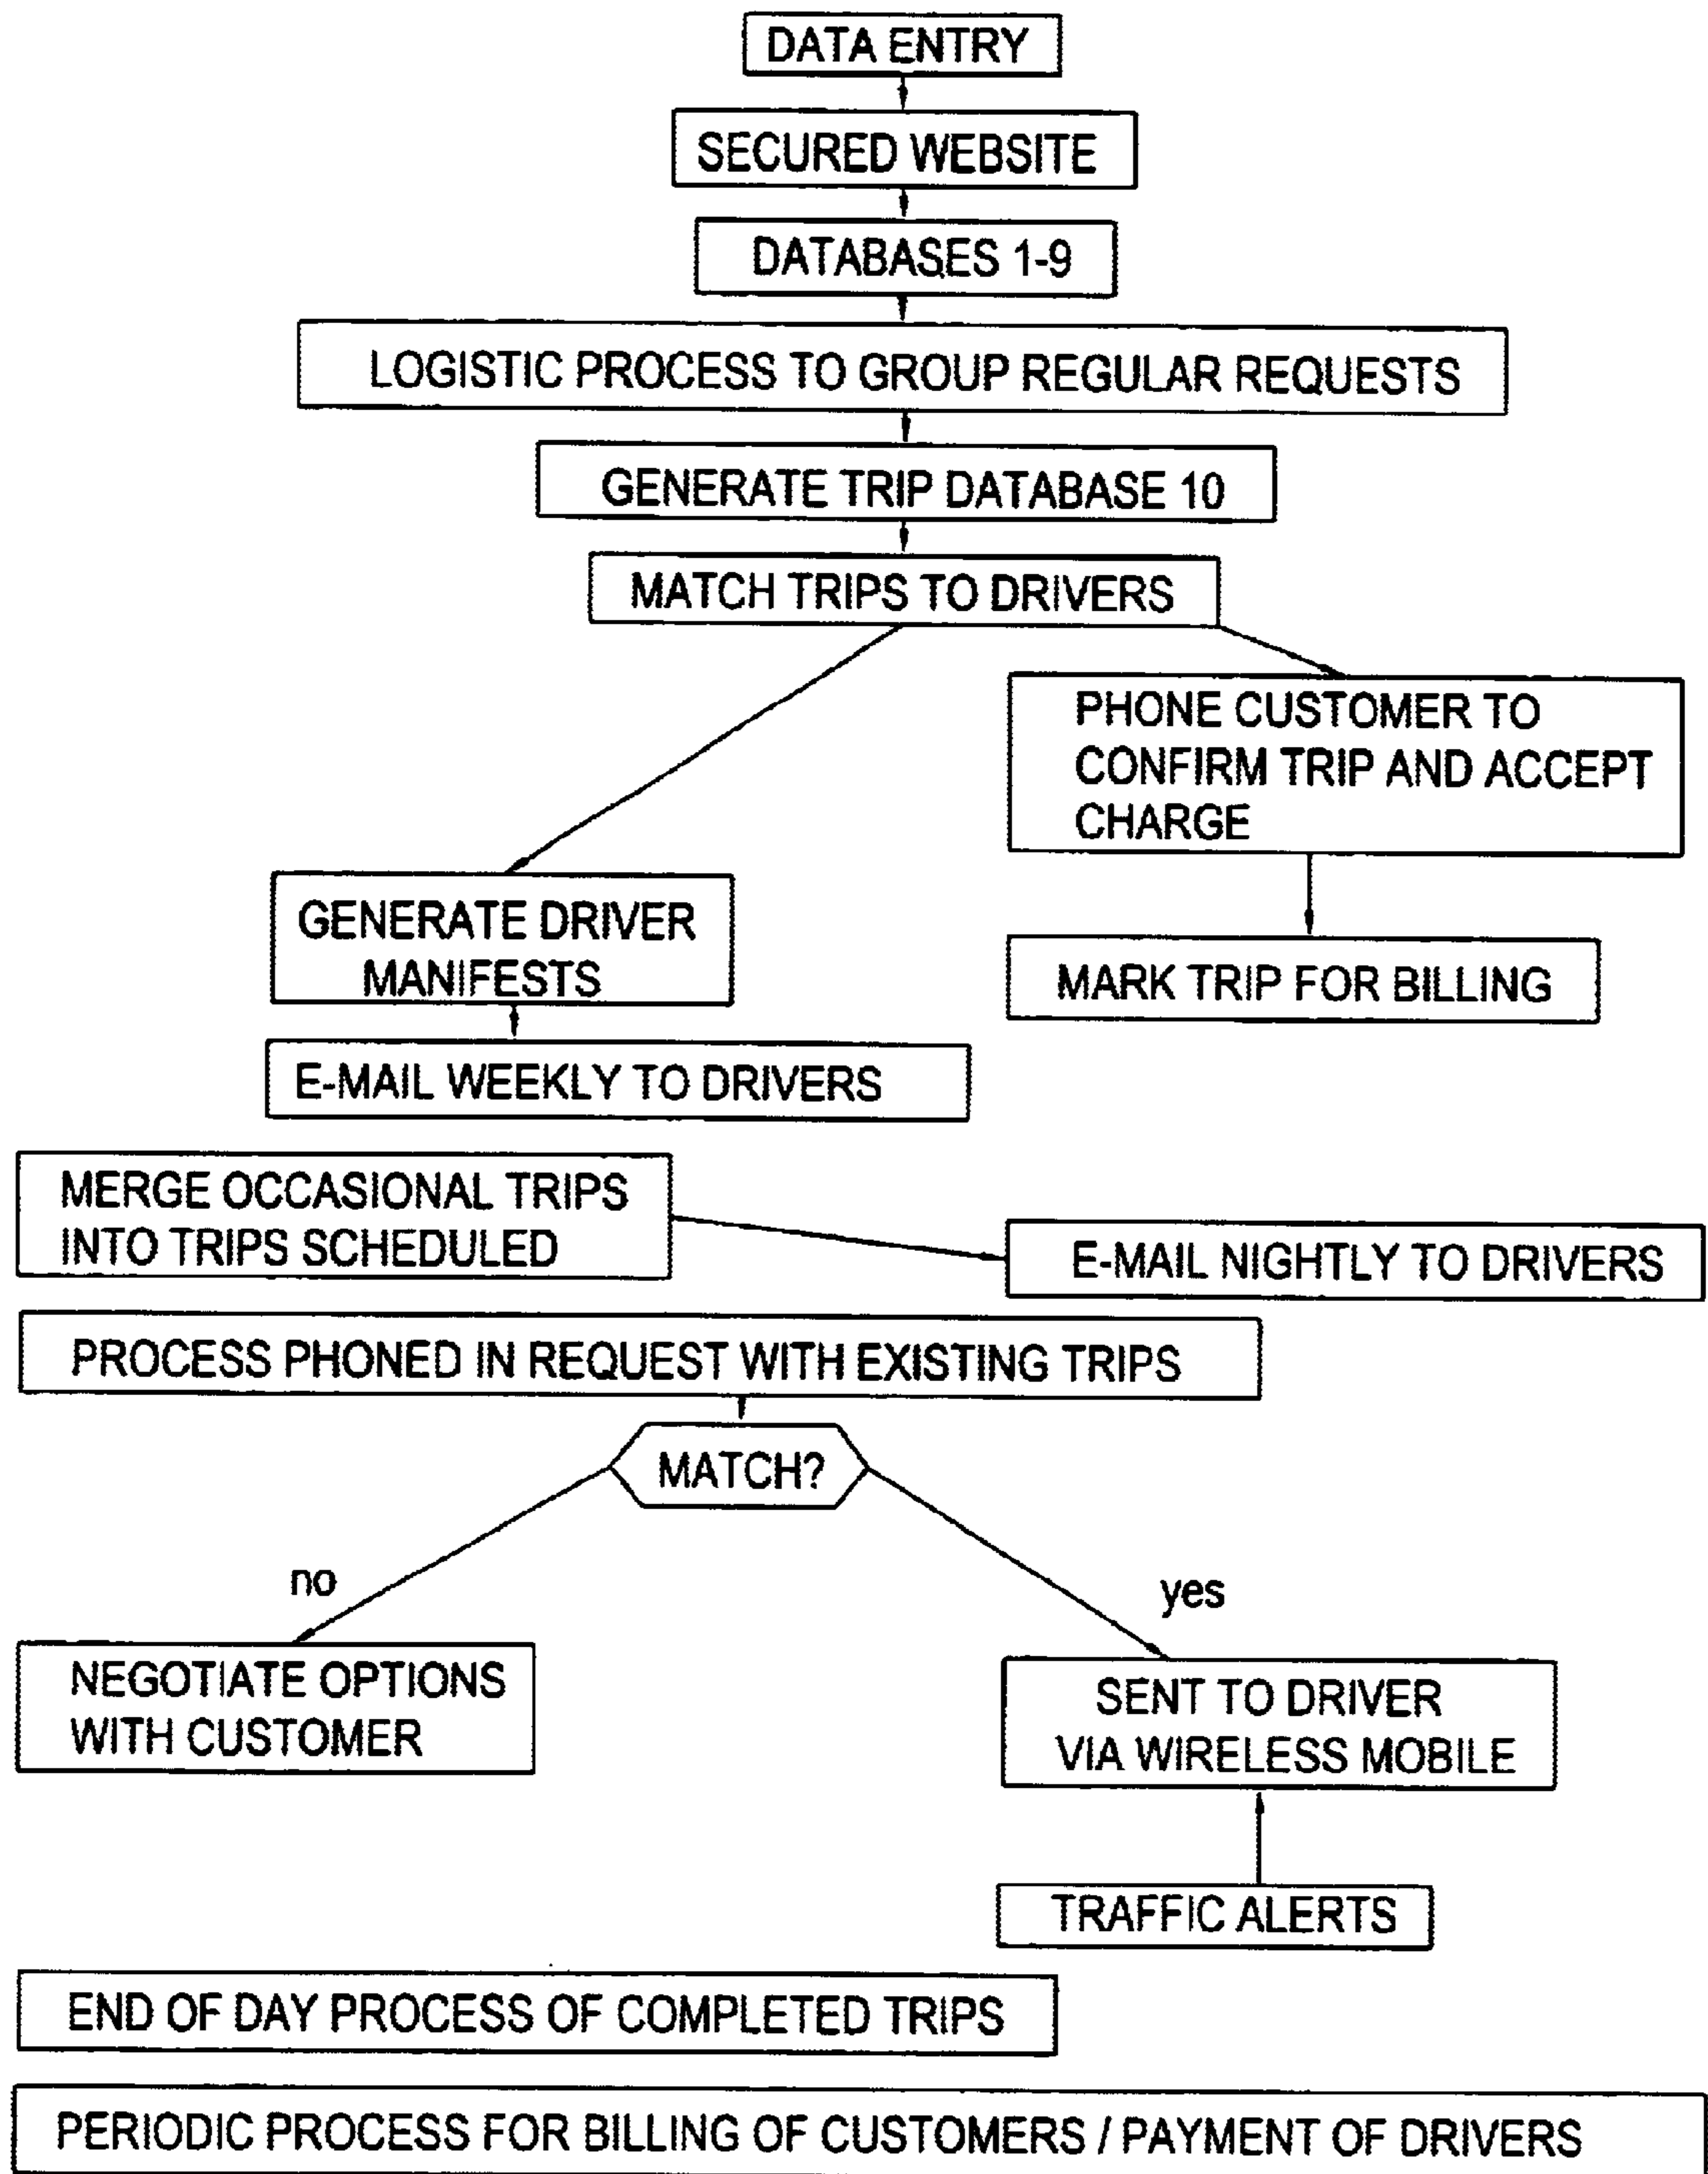 DATA ENTRY
SECURED WEBSITE
DATABASES 1-9
LOGISTIC PROCESS TO GROUP REGULAR REQUESTS
GENERATE TRIP DATABASE 10
MATCH TRIPS TO DRIVERS
PHONE CUSTOMER TO
CONFIRM TRIP AND ACCEPT
CHARGE
GENERATE DRIVER
MANIFESTS
MARK TRIP FOR BILLING
E-MAIL WEEKLY TO DRIVERS
MERGE OCCASIONAL TRIPS
INTO TRIPS SCHEDULED
E-MAIL NIGHTLY TO DRIVERS
PROCESS PHONED IN REQUEST WITH EXISTING TRIPS
MATCH?
no
yes
NEGOTIATE OPTIONS
WITH CUSTOMER
SENT TO DRIVER
VIA WIRELESS MOBILE
TRAFFIC ALERTS
END OF DAY PROCESS OF COMPLETED TRIPS
PERIODIC PROCESS FOR BILLING OF CUSTOMERS / PAYMENT OF DRIVERS